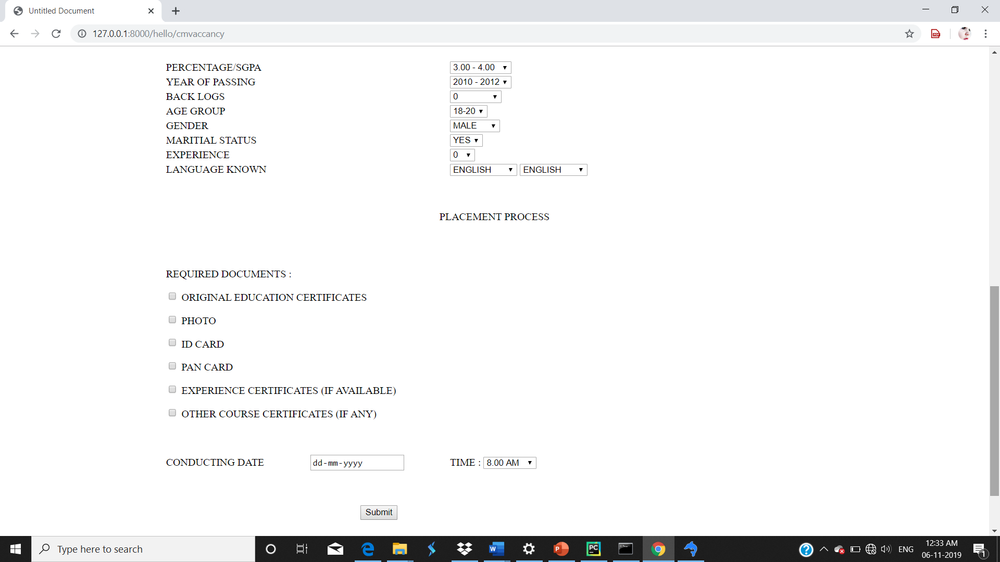 Untitled Document
127.0.0.1:8000/hello/cmvaccancy
PERCENTAGE/SGPA 3.00 - 4.00
YEAR OF PASSING 2010 - 2012
BACK LOGS 0
AGE GROUP 18-20
GENDER MALE
MARITIAL STATUS YES
EXPERIENCE 0
LANGUAGE KNOWN ENGLISH ENGLISH
PLACEMENT PROCESS
REQUIRED DOCUMENTS :
ORIGINAL EDUCATION CERTIFICATES
PHOTO
ID CARD
PAN CARD
EXPERIENCE CERTIFICATES (IF AVAILABLE)
OTHER COURSE CERTIFICATES (IF ANY)
CONDUCTING DATE dd-mm-yyyy TIME : 8.00 AM
Submit
Type here to search
ENG
12:33 AM
06-11-2019
1